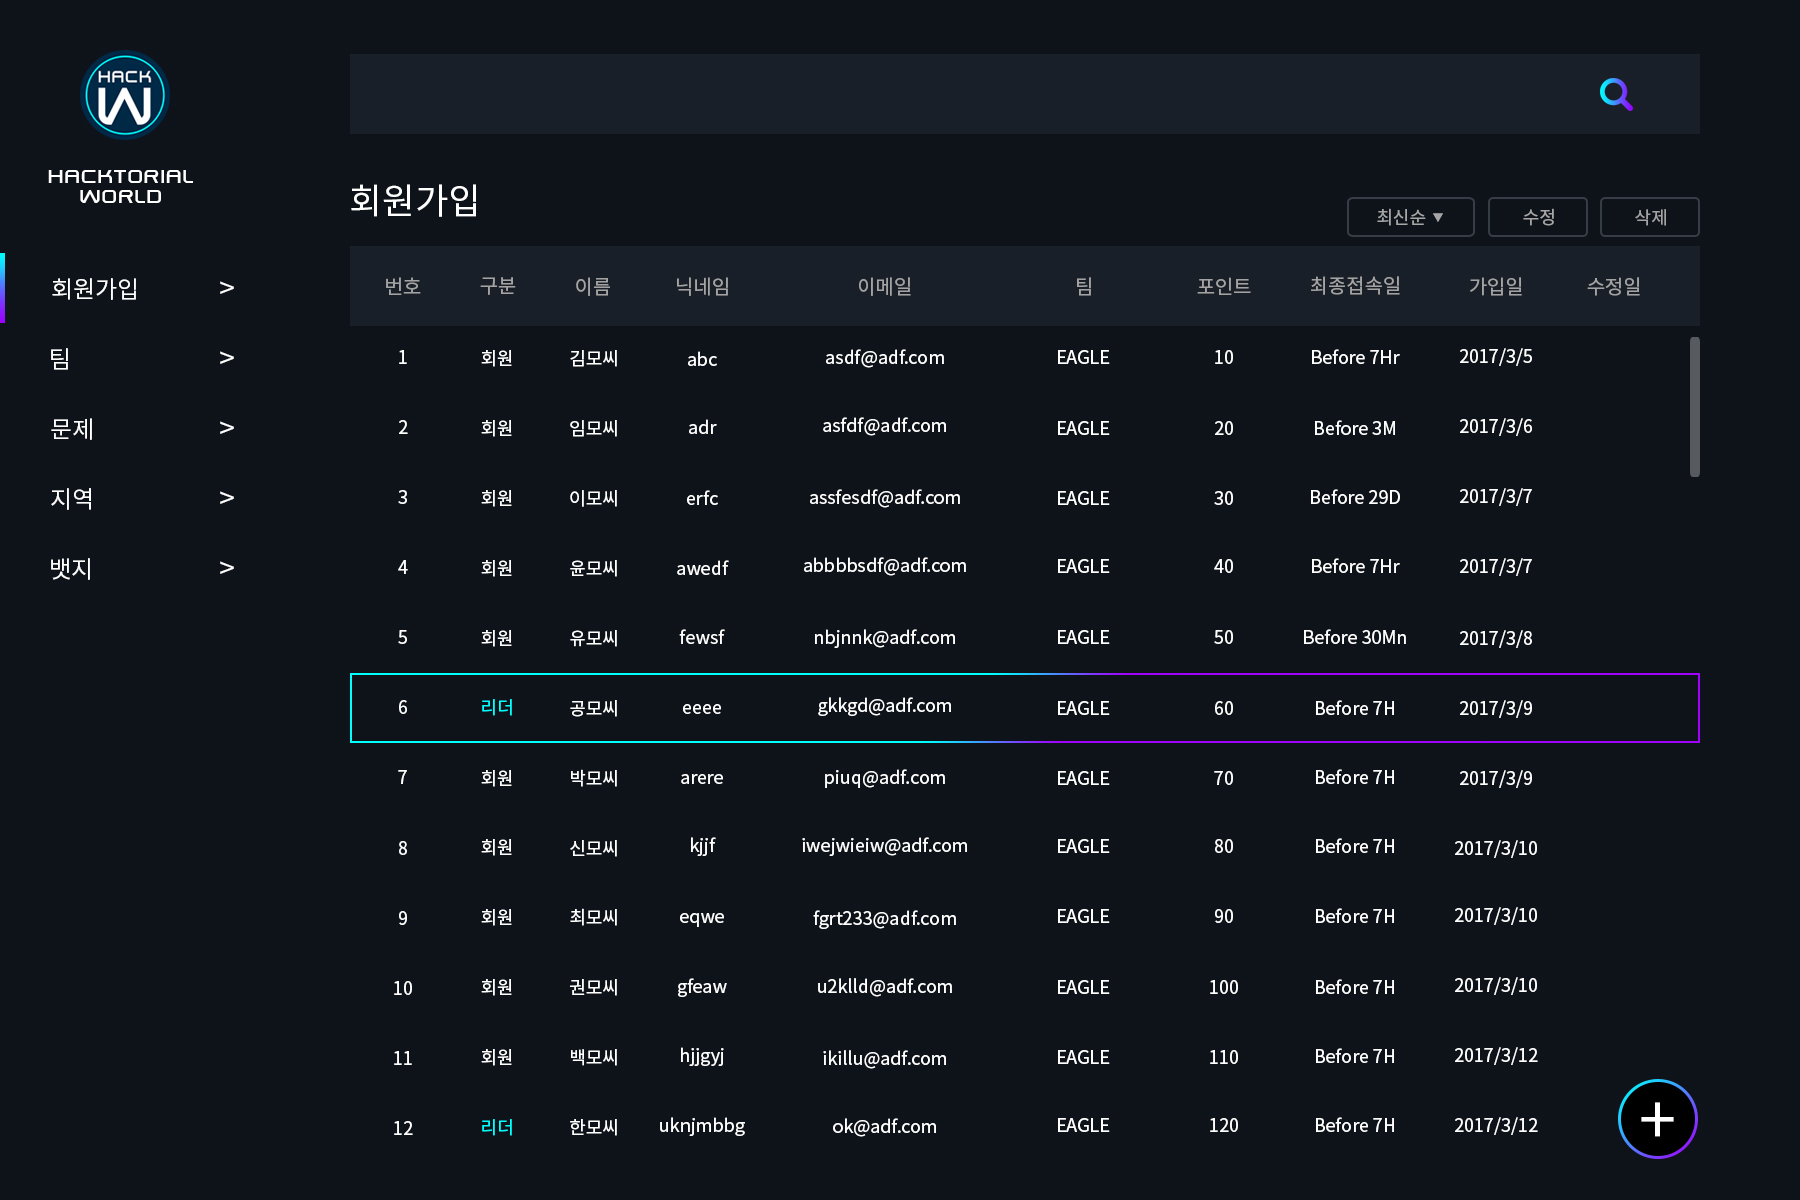 HACK
W
HACKTORIAL
WORLD
회원가입 >
팀 >
문제 >
지역 >
뱃지 >
회원가입
최신순 ▼ 수정 삭제
번호 구분 이름 닉네임 이메일 팀 포인트 최종접속일 가입일 수정일
1 회원 김모씨 abc asdf@adf.com EAGLE 10 Before 7Hr 2017/3/5
2 회원 임모씨 adr asfdf@adf.com EAGLE 20 Before 3M 2017/3/6
3 회원 이모씨 erfc assfesdf@adf.com EAGLE 30 Before 29D 2017/3/7
4 회원 윤모씨 awedf abbbbsdf@adf.com EAGLE 40 Before 7Hr 2017/3/7
5 회원 유모씨 fewsf nbjnnk@adf.com EAGLE 50 Before 30Mn 2017/3/8
6 리더 공모씨 eeee gkkgd@adf.com EAGLE 60 Before 7H 2017/3/9
7 회원 박모씨 arere piuq@adf.com EAGLE 70 Before 7H 2017/3/9
8 회원 신모씨 kjjf iwejwieiw@adf.com EAGLE 80 Before 7H 2017/3/10
9 회원 최모씨 eqwe fgrt233@adf.com EAGLE 90 Before 7H 2017/3/10
10 회원 권모씨 gfeaw u2klld@adf.com EAGLE 100 Before 7H 2017/3/10
11 회원 백모씨 hjjgyj ikillu@adf.com EAGLE 110 Before 7H 2017/3/12
12 리더 한모씨 uknjmbbg ok@adf.com EAGLE 120 Before 7H 2017/3/12